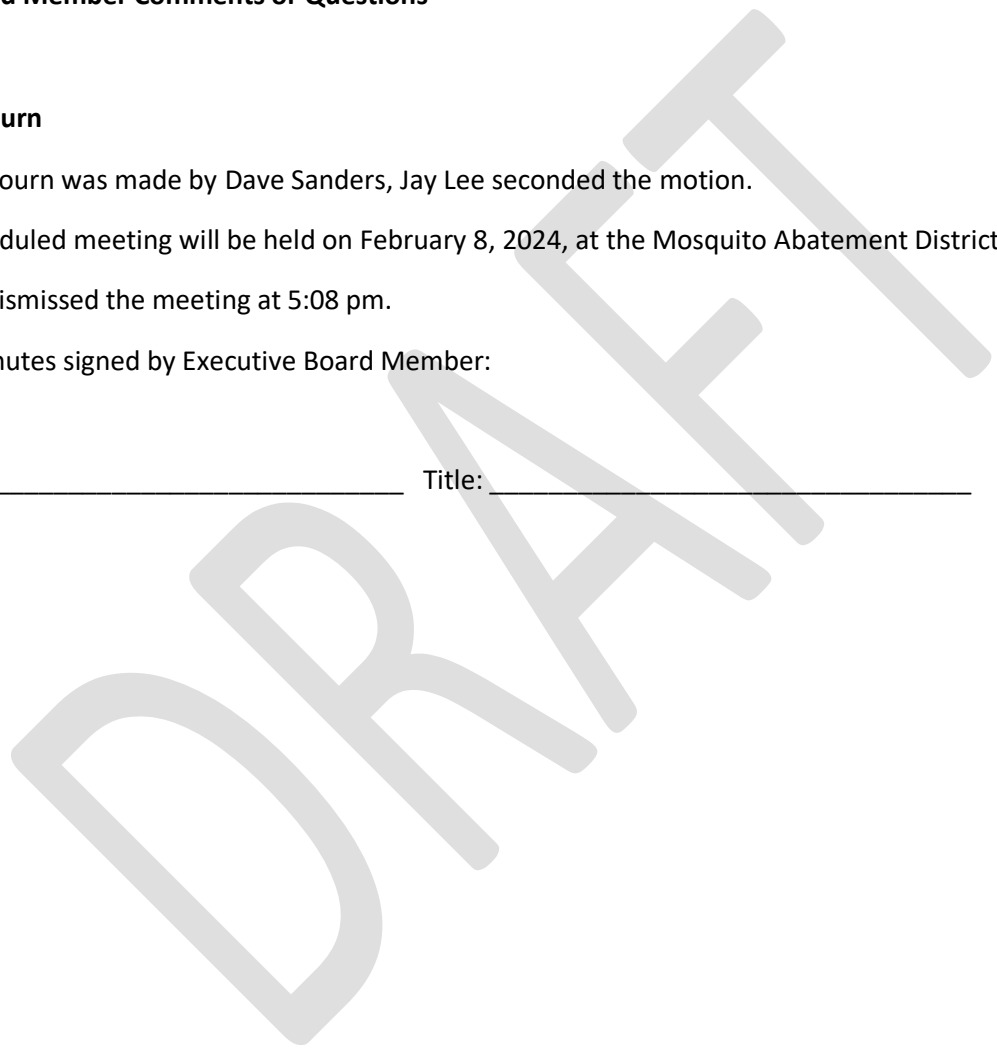 Member Comments or Questions
urn
ourn was made by Dave Sanders, Jay Lee seconded the motion.
duled meeting will be held on February 8, 2024, at the Mosquito Abatement District
ismissed the meeting at 5:08 pm.
nutes signed by Executive Board Member:
____________________________ Title: __________________________________
DRAFT